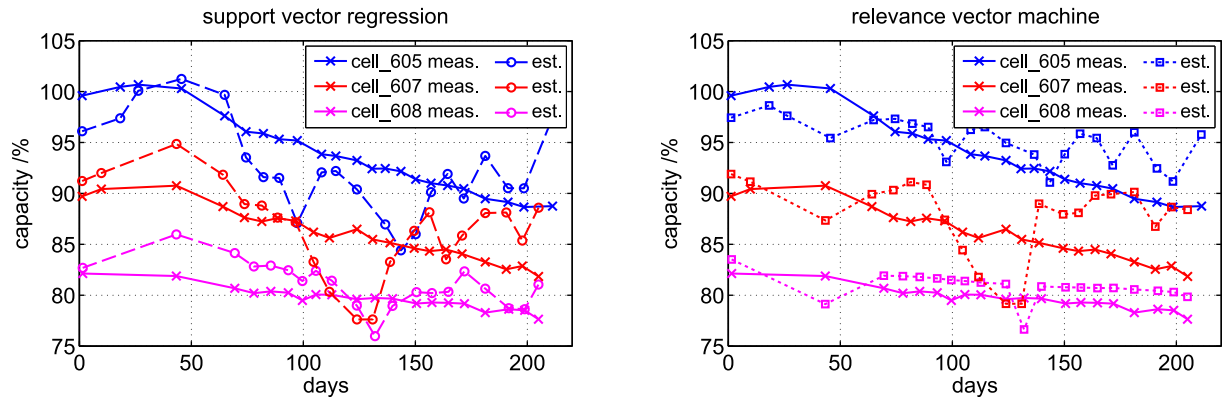 support vector regression
105
100
95
90
85
80
75
capacity /%
0
50
100
150
200
days
cell_605 meas. est.
cell_607 meas. est.
cell_608 meas. est.
relevance vector machine
105
100
95
90
85
80
75
capacity /%
0
50
100
150
200
days
cell_605 meas. est.
cell_607 meas. est.
cell_608 meas. est.